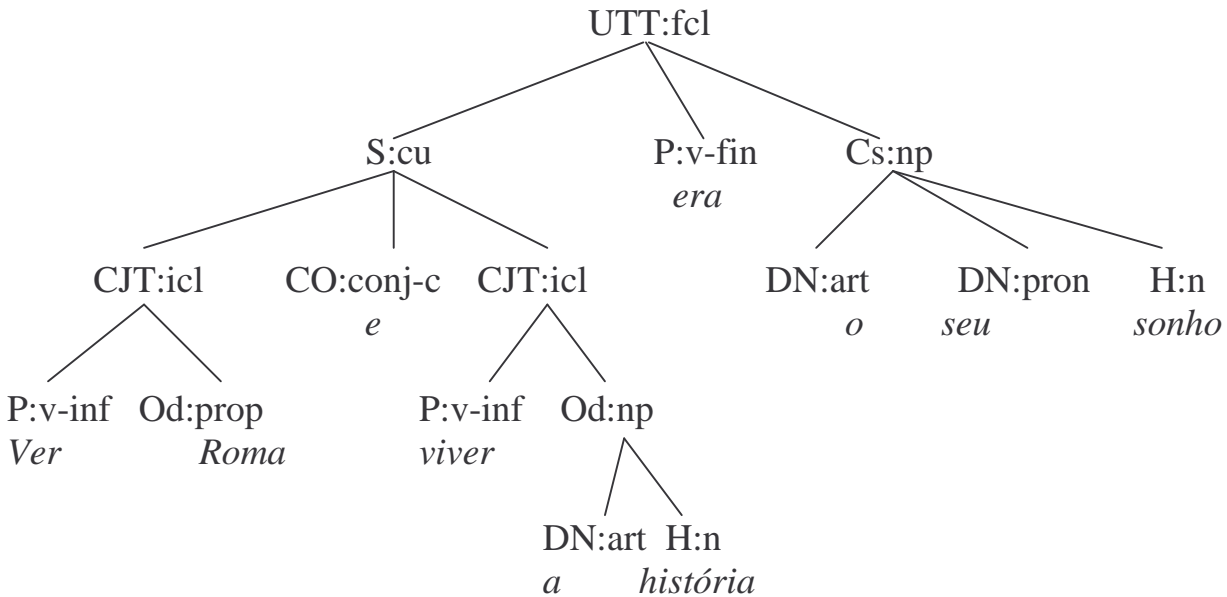 UTT:fcl
S:cu P:v-fin Cs:np
era
CJT:icl CO:conj-c CJT:icl DN:art DN:pron H:n
e o seu sonho
P:v-inf Od:prop P:v-inf Od:np
Ver Roma viver
DN:art H:n
a história